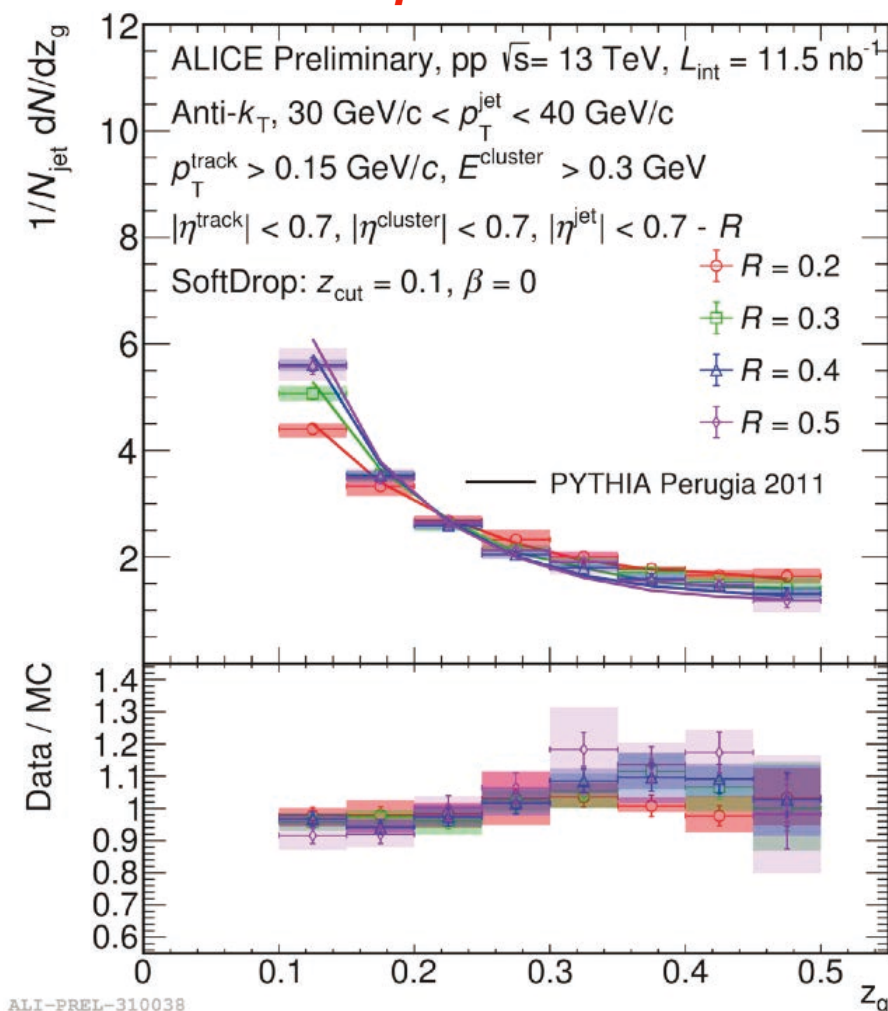 12
ALICE Preliminary, pp √s= 13 TeV, L_int = 11.5 nb⁻¹
Anti-k_T, 30 GeV/c < p_T^jet < 40 GeV/c
p_T^track > 0.15 GeV/c, E^cluster > 0.3 GeV
|η^track| < 0.7, |η^cluster| < 0.7, |η^jet| < 0.7 - R
SoftDrop: z_cut = 0.1, β = 0
R = 0.2
R = 0.3
R = 0.4
R = 0.5
PYTHIA Perugia 2011
1/N_jet dN/dz_g
10
8
6
4
2
Data / MC
1.4
1.3
1.2
1.1
1
0.9
0.8
0.7
0.6
0 0.1 0.2 0.3 0.4 0.5
z_g
ALI-PREL-310038